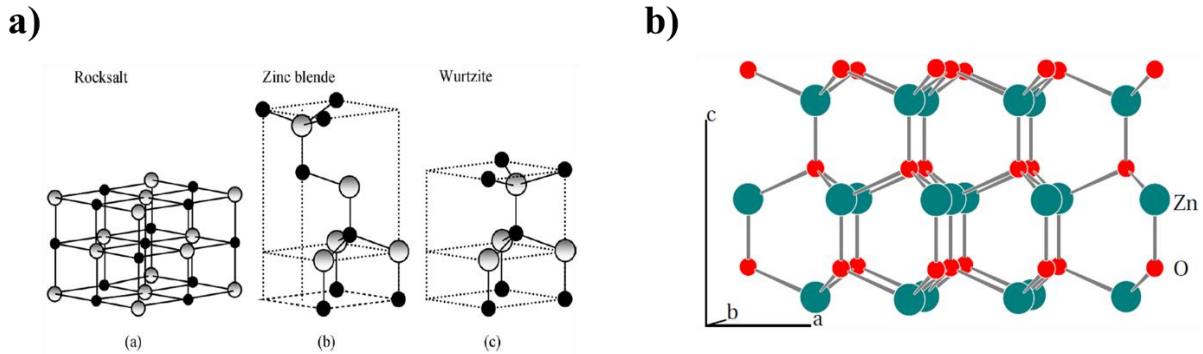 a)
Rocksalt
Zinc blende
Wurtzite
(a)
(b)
(c)
b)
c
Zn
O
b
a